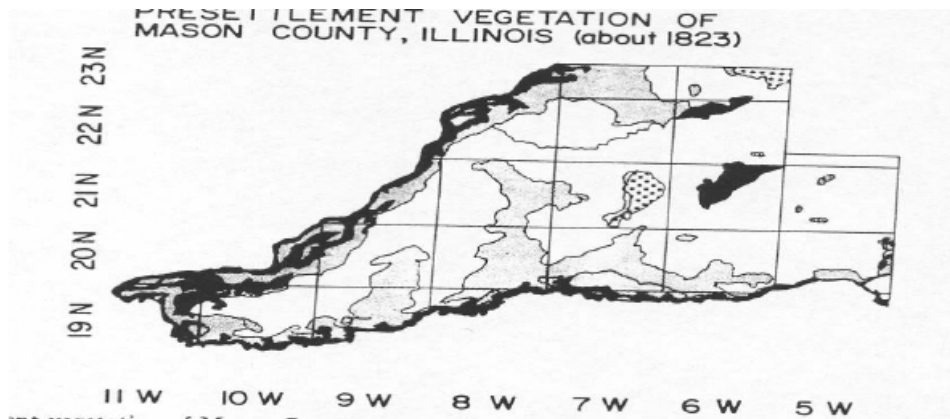 PRESETTLEMENT VEGETATION OF
MASON COUNTY, ILLINOIS (about 1823)
23N
22N
21N
20N
19N
11 W 10 W 9 W 8 W 7 W 6 W 5 W